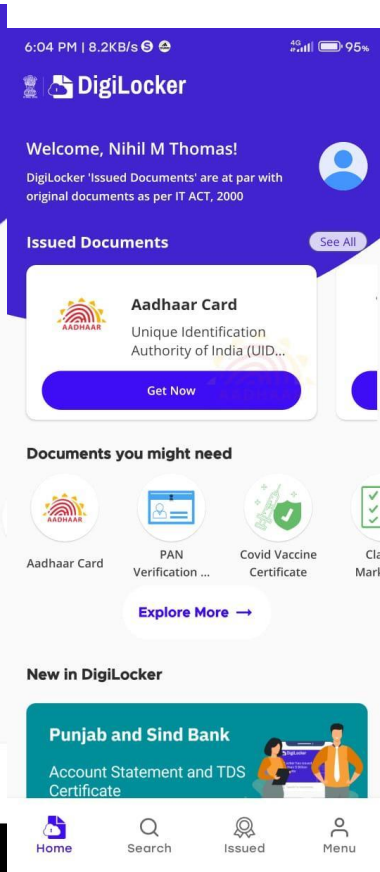 6:04 PM | 8.2KB/s
4G
95%
DigiLocker
Welcome, Nihil M Thomas!
DigiLocker 'Issued Documents' are at par with
original documents as per IT ACT, 2000
Issued Documents
See All
AADHAAR
Aadhaar Card
Unique Identification
Authority of India (UID...
Get Now
Documents you might need
AADHAAR
Aadhaar Card
PAN
Verification ...
Covid Vaccine
Certificate
Cla
Mark
Explore More →
New in DigiLocker
Punjab and Sind Bank
Account Statement and TDS
Certificate
DigiLocker
Home
Search
Issued
Menu